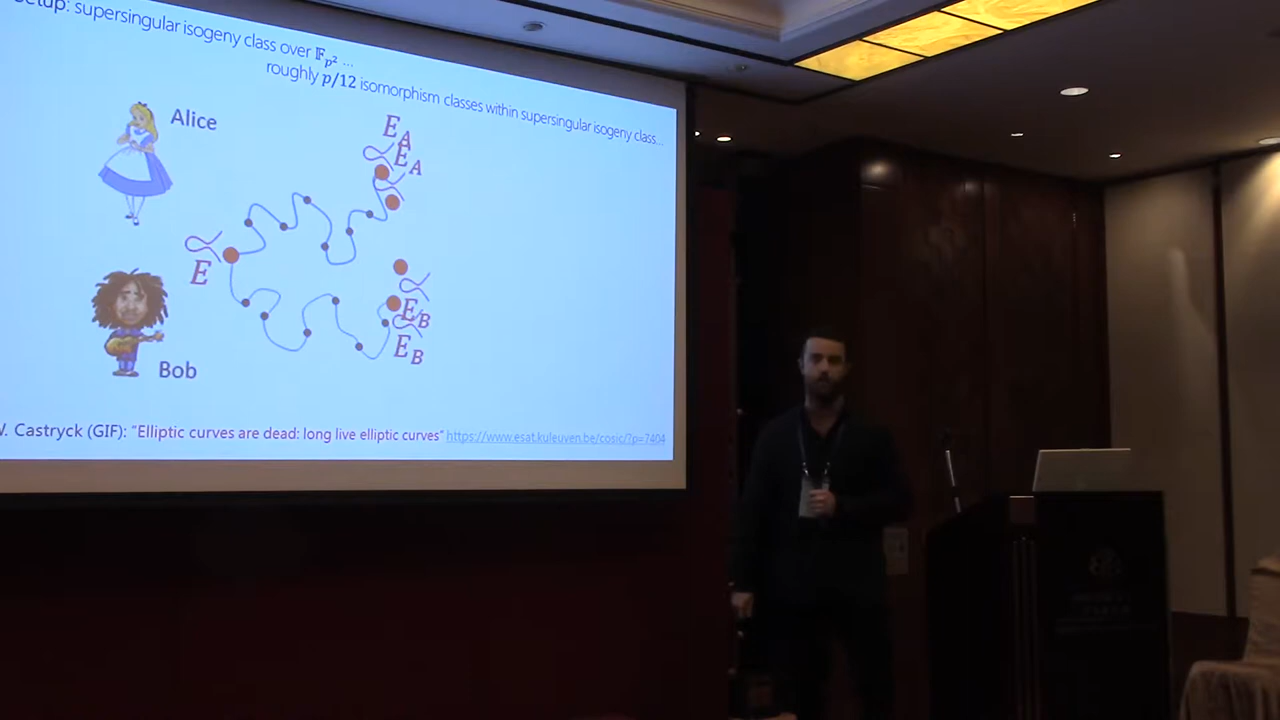 Setup: supersingular isogeny class over 𝔽ₚ² ...
roughly p/12 isomorphism classes within supersingular isogeny class...
Alice
E_A
E_A
E
E_B
E_B
Bob
W. Castryck (GIF): "Elliptic curves are dead: long live elliptic curves" https://www.esat.kuleuven.be/cosic/?p=7404